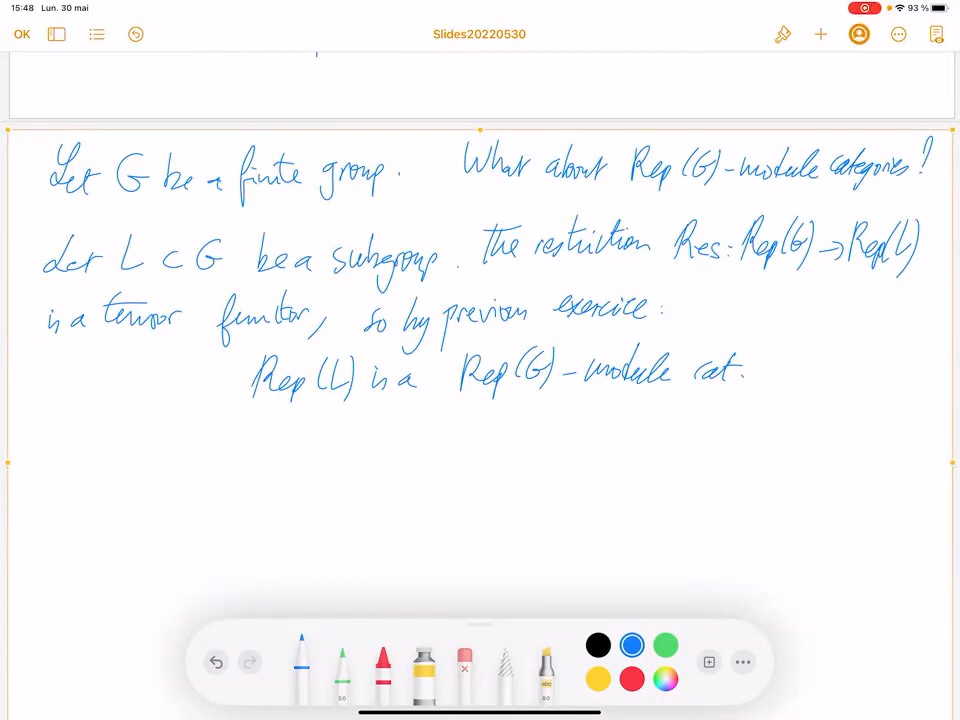 15:48 Lun. 30 mai 93 %
OK Slides20220530
Let G be a finite group. What about Rep(G)-module categories?
Let L ⊂ G be a subgroup. The restriction Res: Rep(G) → Rep(L)
is a tensor functor, so by previous exercise:
Rep(L) is a Rep(G)-module cat.